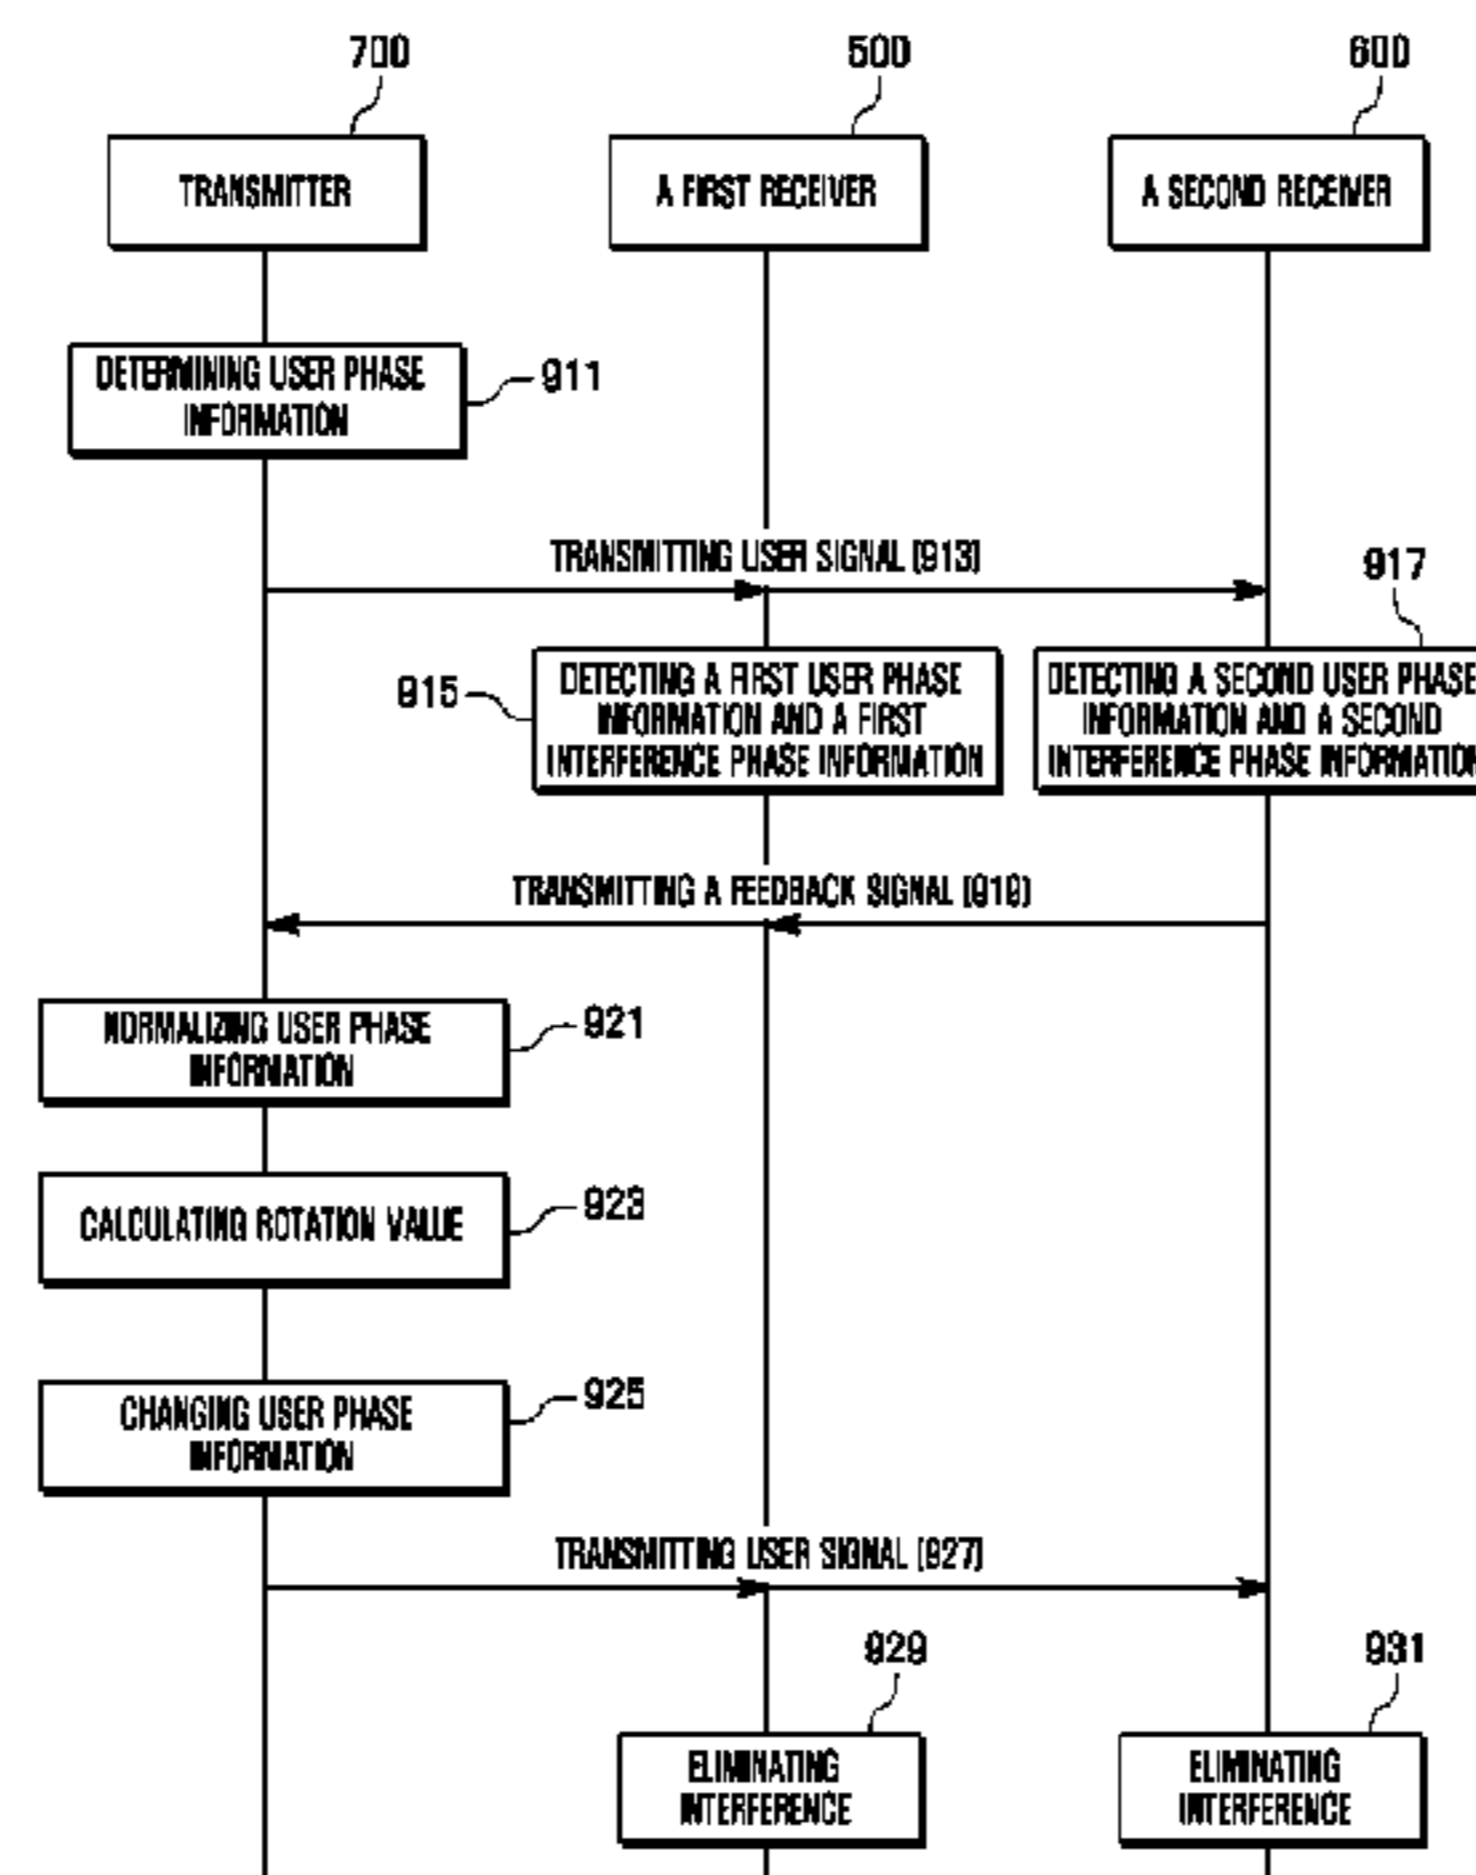 700
500
600
TRANSMITTER
A FIRST RECEIVER
A SECOND RECEIVER
DETERMINING USER PHASE
INFORMATION
911
TRANSMITTING USER SIGNAL (913)
917
915
DETECTING A FIRST USER PHASE
INFORMATION AND A FIRST
INTERFERENCE PHASE INFORMATION
DETECTING A SECOND USER PHASE
INFORMATION AND A SECOND
INTERFERENCE PHASE INFORMATION
TRANSMITTING A FEEDBACK SIGNAL (919)
NORMALIZING USER PHASE
INFORMATION
921
CALCULATING ROTATION VALUE
923
CHANGING USER PHASE
INFORMATION
925
TRANSMITTING USER SIGNAL (927)
929
931
ELIMINATING
INTERFERENCE
ELIMINATING
INTERFERENCE